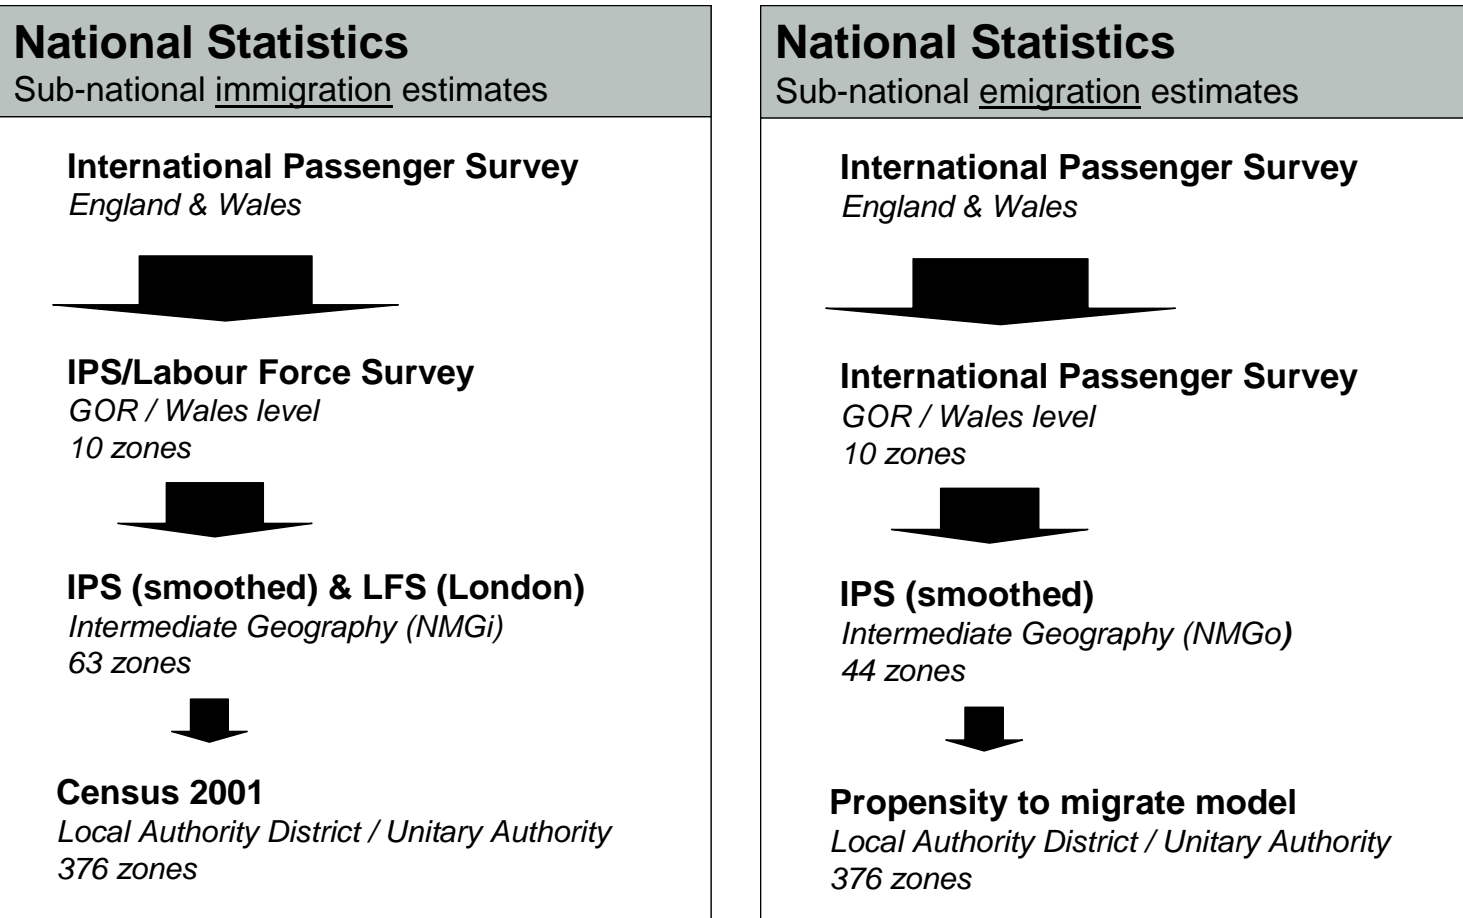 National Statistics
Sub-national immigration estimates
International Passenger Survey
England & Wales
IPS/Labour Force Survey
GOR / Wales level
10 zones
IPS (smoothed) & LFS (London)
Intermediate Geography (NMGi)
63 zones
Census 2001
Local Authority District / Unitary Authority
376 zones
National Statistics
Sub-national emigration estimates
International Passenger Survey
England & Wales
International Passenger Survey
GOR / Wales level
10 zones
IPS (smoothed)
Intermediate Geography (NMGo)
44 zones
Propensity to migrate model
Local Authority District / Unitary Authority
376 zones